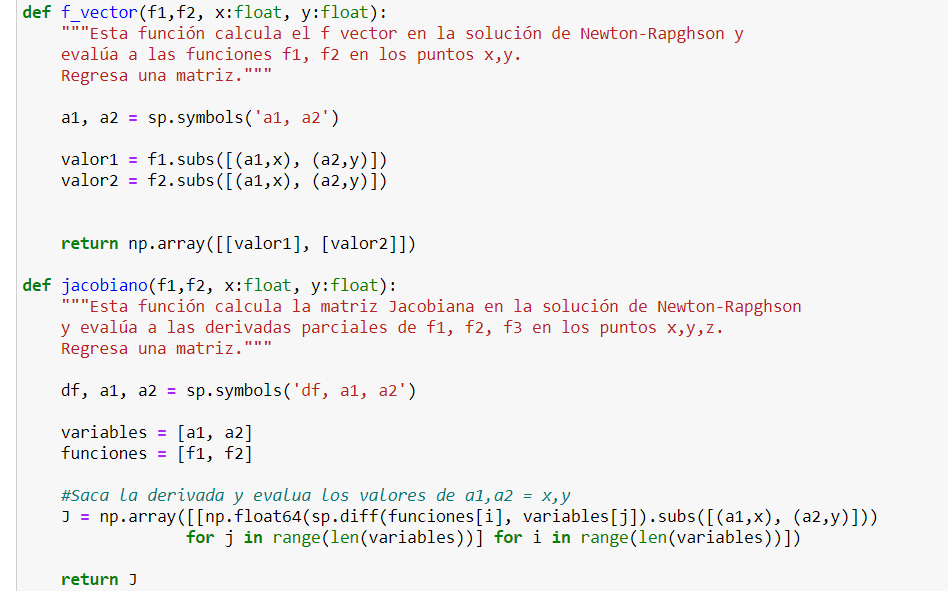 def f_vector(f1,f2, x:float, y:float):
"""Esta función calcula el f vector en la solución de Newton-Rapghson y
evalúa a las funciones f1, f2 en los puntos x,y.
Regresa una matriz."""
a1, a2 = sp.symbols('a1, a2')
valor1 = f1.subs([(a1,x), (a2,y)])
valor2 = f2.subs([(a1,x), (a2,y)])
return np.array([[valor1], [valor2]])
def jacobiano(f1,f2, x:float, y:float):
"""Esta función calcula la matriz Jacobiana en la solución de Newton-Rapghson
y evalúa a las derivadas parciales de f1, f2, f3 en los puntos x,y,z.
Regresa una matriz."""
df, a1, a2 = sp.symbols('df, a1, a2')
variables = [a1, a2]
funciones = [f1, f2]
#Saca la derivada y evalua los valores de a1,a2 = x,y
J = np.array([[np.float64(sp.diff(funciones[i], variables[j]).subs([(a1,x), (a2,y)]))
for j in range(len(variables))] for i in range(len(variables))])
return J